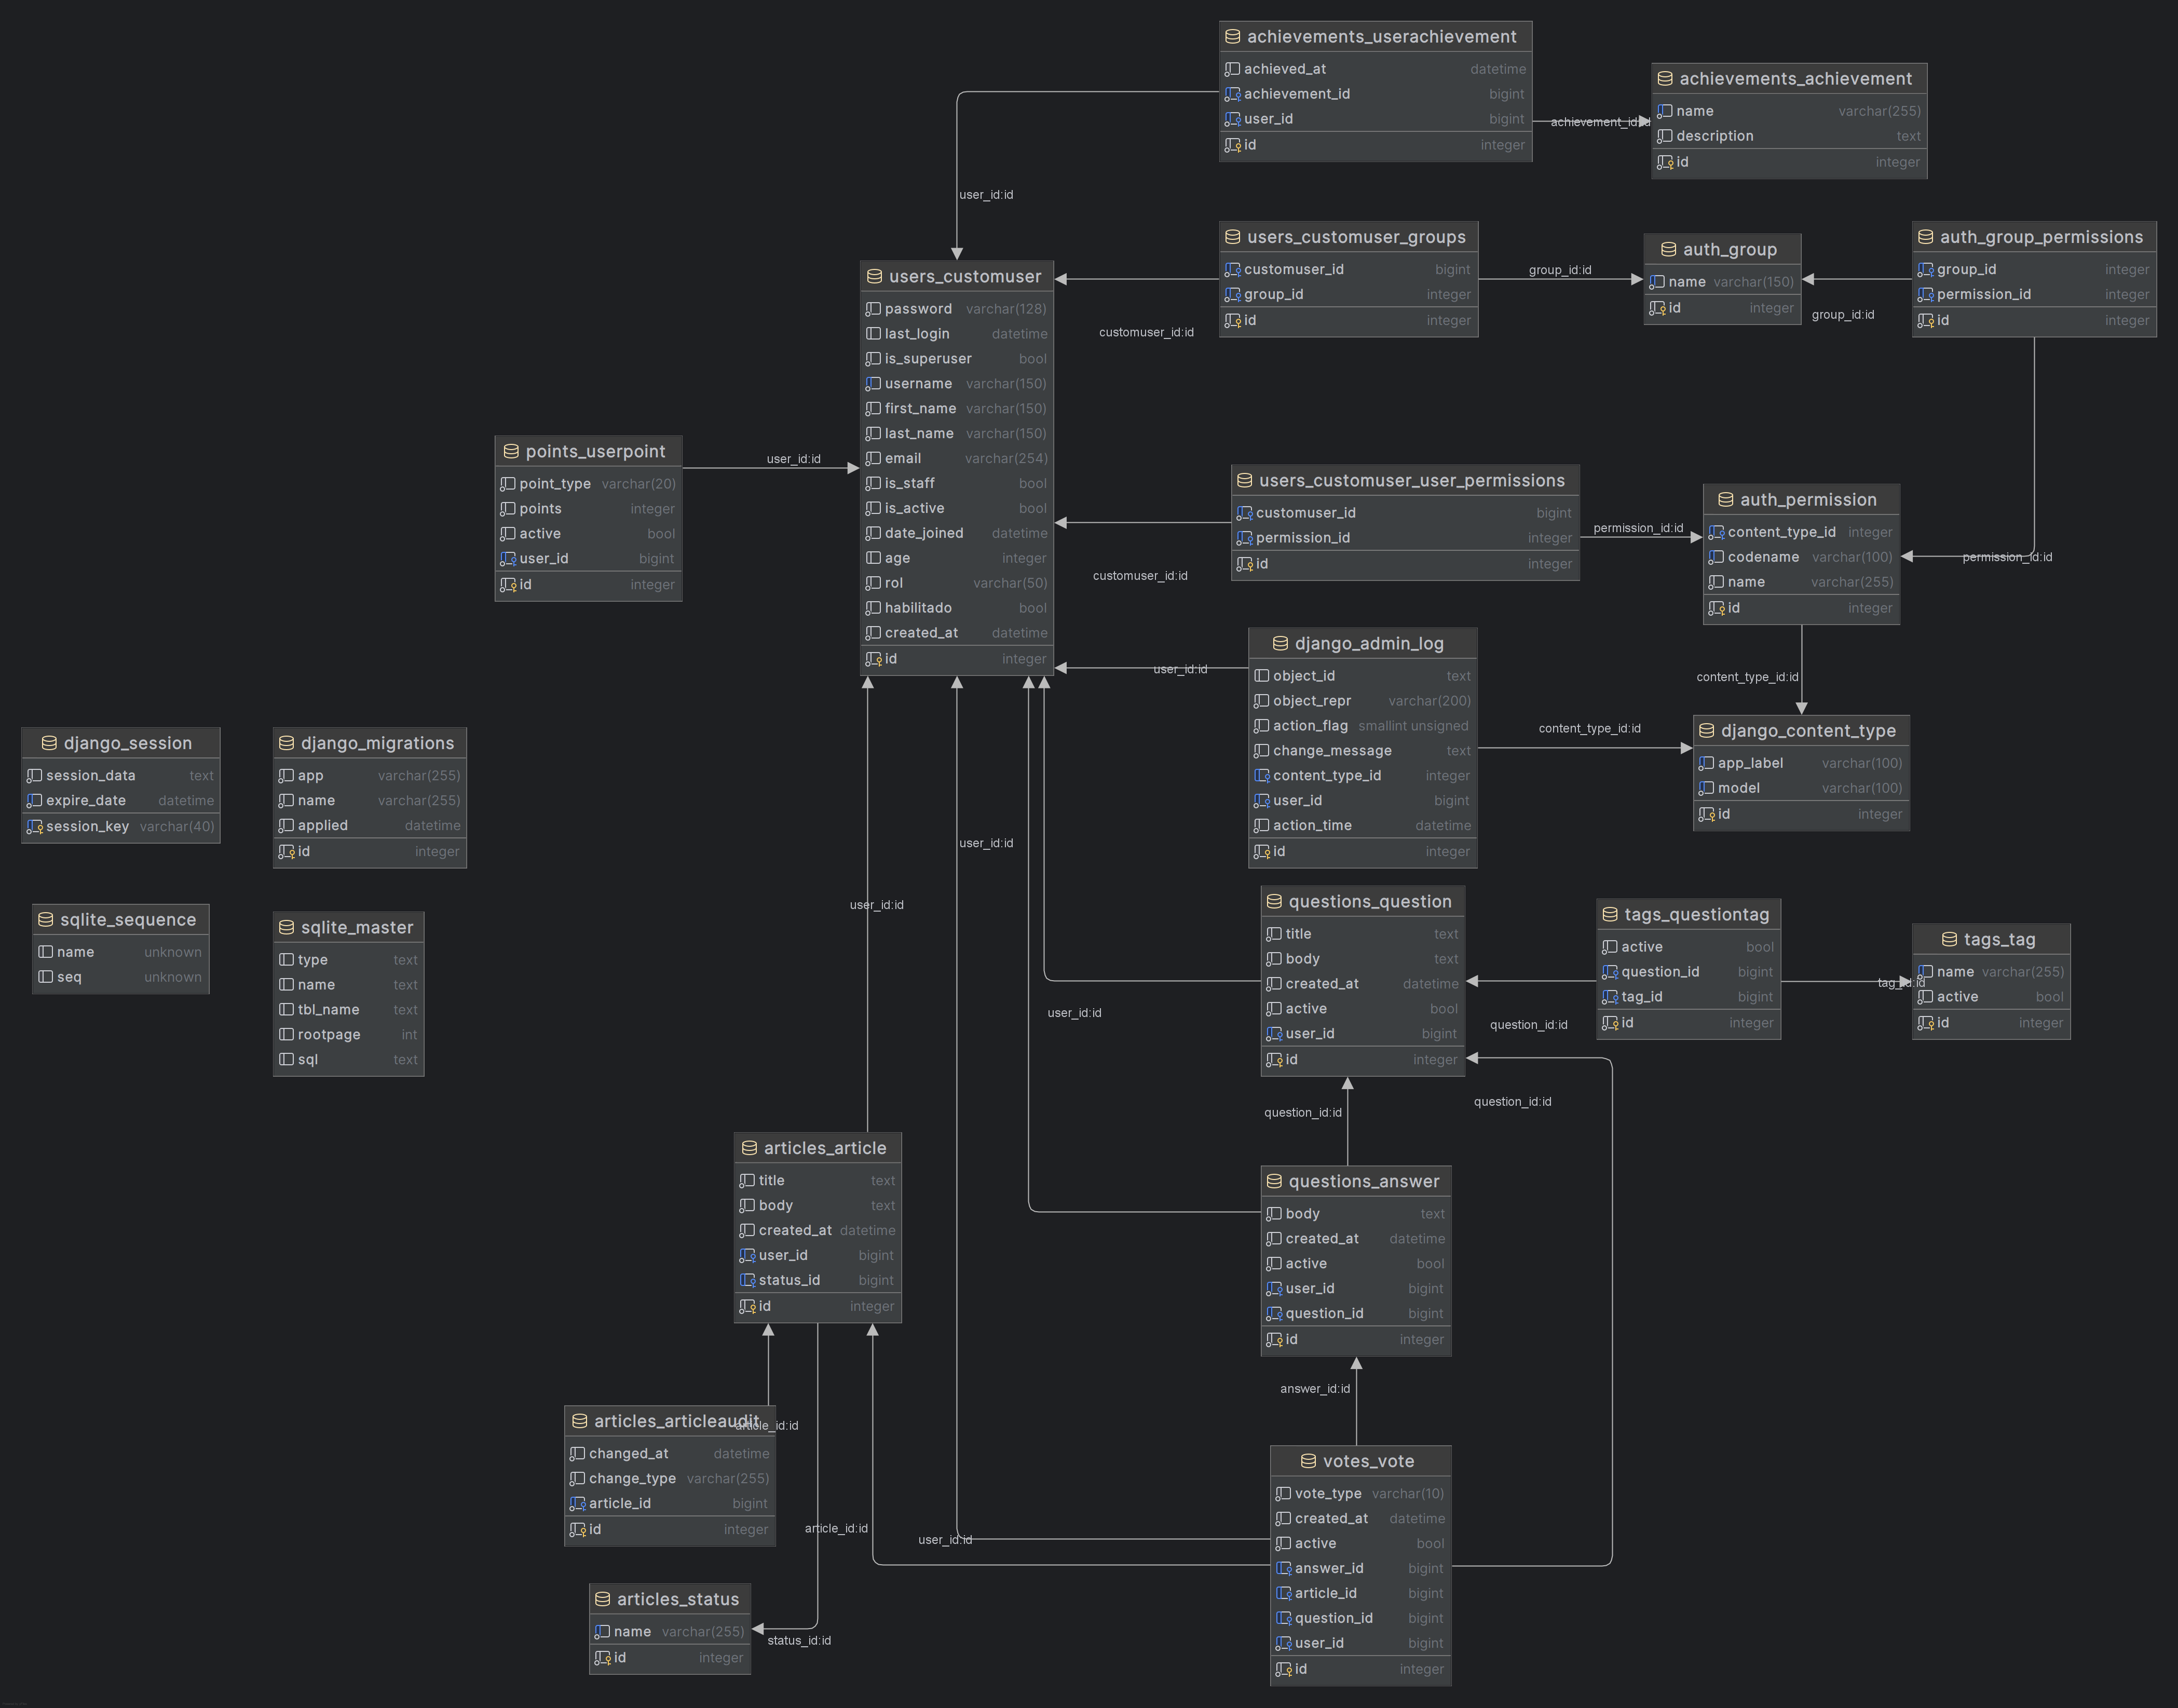 achievements_userachievement
achieved_at datetime
achievement_id bigint
user_id bigint
id integer
achievement_id:id
achievements_achievement
name varchar(255)
description text
id integer
user_id:id
users_customuser_groups
customuser_id bigint
group_id integer
id integer
group_id:id
auth_group
name varchar(150)
id integer
group_id:id
auth_group_permissions
group_id integer
permission_id integer
id integer
customuser_id:id
users_customuser
password varchar(128)
last_login datetime
is_superuser bool
username varchar(150)
first_name varchar(150)
last_name varchar(150)
email varchar(254)
is_staff bool
is_active bool
date_joined datetime
age integer
rol varchar(50)
habilitado bool
created_at datetime
id integer
points_userpoint
point_type varchar(20)
points integer
active bool
user_id bigint
id integer
user_id:id
users_customuser_user_permissions
customuser_id bigint
permission_id integer
id integer
customuser_id:id
permission_id:id
auth_permission
content_type_id integer
codename varchar(100)
name varchar(255)
id integer
permission_id:id
content_type_id:id
django_admin_log
object_id text
object_repr varchar(200)
action_flag smallint unsigned
change_message text
content_type_id integer
user_id bigint
action_time datetime
id integer
user_id:id
content_type_id:id
django_content_type
app_label varchar(100)
model varchar(100)
id integer
django_session
session_data text
expire_date datetime
session_key varchar(40)
django_migrations
app varchar(255)
name varchar(255)
applied datetime
id integer
sqlite_sequence
name unknown
seq unknown
sqlite_master
type text
name text
tbl_name text
rootpage int
sql text
user_id:id
user_id:id
user_id:id
questions_question
title text
body text
created_at datetime
active bool
user_id bigint
id integer
question_id:id
tags_questiontag
active bool
question_id bigint
tag_id bigint
id integer
tag_id:id
tags_tag
name varchar(255)
active bool
id integer
question_id:id
question_id:id
articles_article
title text
body text
created_at datetime
user_id bigint
status_id bigint
id integer
questions_answer
body text
created_at datetime
active bool
user_id bigint
question_id bigint
id integer
answer_id:id
articles_articleaudit
article_id:id
changed_at datetime
change_type varchar(255)
article_id bigint
id integer
article_id:id
user_id:id
votes_vote
vote_type varchar(10)
created_at datetime
active bool
answer_id bigint
article_id bigint
question_id bigint
user_id bigint
id integer
articles_status
name varchar(255)
id integer
status_id:id